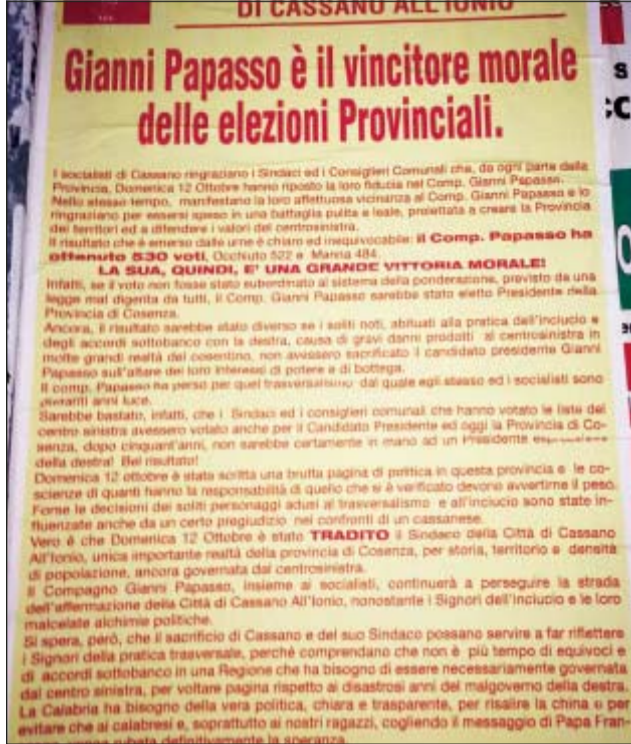 DI CASSANO ALL'IONIO
Gianni Papasso è il vincitore morale
delle elezioni Provinciali.
I socialisti di Cassano ringraziano i Sindaci ed i Consiglieri Comunali che, da ogni parte della
Provincia, Domenica 12 Ottobre hanno riposto la loro fiducia nel Comp. Gianni Papasso.
Nello stesso tempo, manifestano la loro affettuosa vicinanza al Comp. Gianni Papasso e lo
ringraziano per essersi speso in una battaglia pulita e leale, proiettata a creare la Provincia
dei territori ed a difendere i valori del centrosinistra.
Il risultato che è emerso dalle urne è chiaro ed inequivocabile: il Comp. Papasso ha
ottenuto 530 voti, Occhiuto 522 e Manna 484.
LA SUA, QUINDI, E' UNA GRANDE VITTORIA MORALE!
Infatti, se il voto non fosse stato subordinato al sistema della ponderazione, previsto da una
legge mal digerita da tutti, il Comp. Gianni Papasso sarebbe stato eletto Presidente della
Provincia di Cosenza.
Ancora, il risultato sarebbe stato diverso se i soliti noti, abituati alla pratica dell'inciucio e
degli accordi sottobanco con la destra, causa di gravi danni prodotti al centrosinistra in
molte grandi realtà del cosentino, non avessero sacrificato il candidato presidente Gianni
Papasso sull'altare dei loro interessi di potere e di bottega.
Il comp. Papasso ha perso per quel trasversalismo dal quale egli stesso ed i socialisti sono
distanti anni luce.
Sarebbe bastato, infatti, che i Sindaci ed i consiglieri comunali che hanno votato le liste del
centro sinistra avessero votato anche per il Candidato Presidente ed oggi la Provincia di Co-
senza, dopo cinquant'anni, non sarebbe certamente in mano ad un Presidente espressione
della destra! Bel risultato!
Domenica 12 ottobre è stata scritta una brutta pagina di politica in questa provincia e le co-
scienze di quanti hanno la responsabilità di quello che si è verificato devono avvertirne il peso.
Forse le decisioni dei soliti personaggi adusi al trasversalismo e all'inciucio sono state in-
fluenzate anche da un certo pregiudizio nei confronti di un cassanese.
Vero è che Domenica 12 Ottobre è stato TRADITO il Sindaco della Città di Cassano
All'Ionio, unica importante realtà della provincia di Cosenza, per storia, territorio e densità
di popolazione, ancora governata dal centrosinistra.
Il Compagno Gianni Papasso, insieme ai socialisti, continuerà a perseguire la strada
dell'affermazione della Città di Cassano All'Ionio, nonostante i Signori dell'inciucio e le loro
malcelate alchimie politiche.
Si spera, però, che il sacrificio di Cassano e del suo Sindaco possano servire a far riflettere
i Signori della pratica trasversale, perchè comprendano che non è più tempo di equivoci e
di accordi sottobanco in una Regione che ha bisogno di essere necessariamente governata
dal centro sinistra, per voltare pagina rispetto ai disastrosi anni del malgoverno della destra.
La Calabria ha bisogno della vera politica, chiara e trasparente, per risalire la china e per
evitare che ai calabresi e, soprattutto ai nostri ragazzi, cogliendo il messaggio di Papa Fran-
venga rubata definitivamente la speranza.